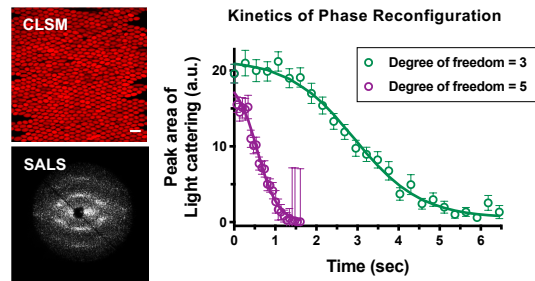 CLSM
SALS
Kinetics of Phase Reconfiguration
Peak area of
Light cattering (a.u.)
20
10
0
Degree of freedom = 3
Degree of freedom = 5
0 1 2 3 4 5 6
Time (sec)